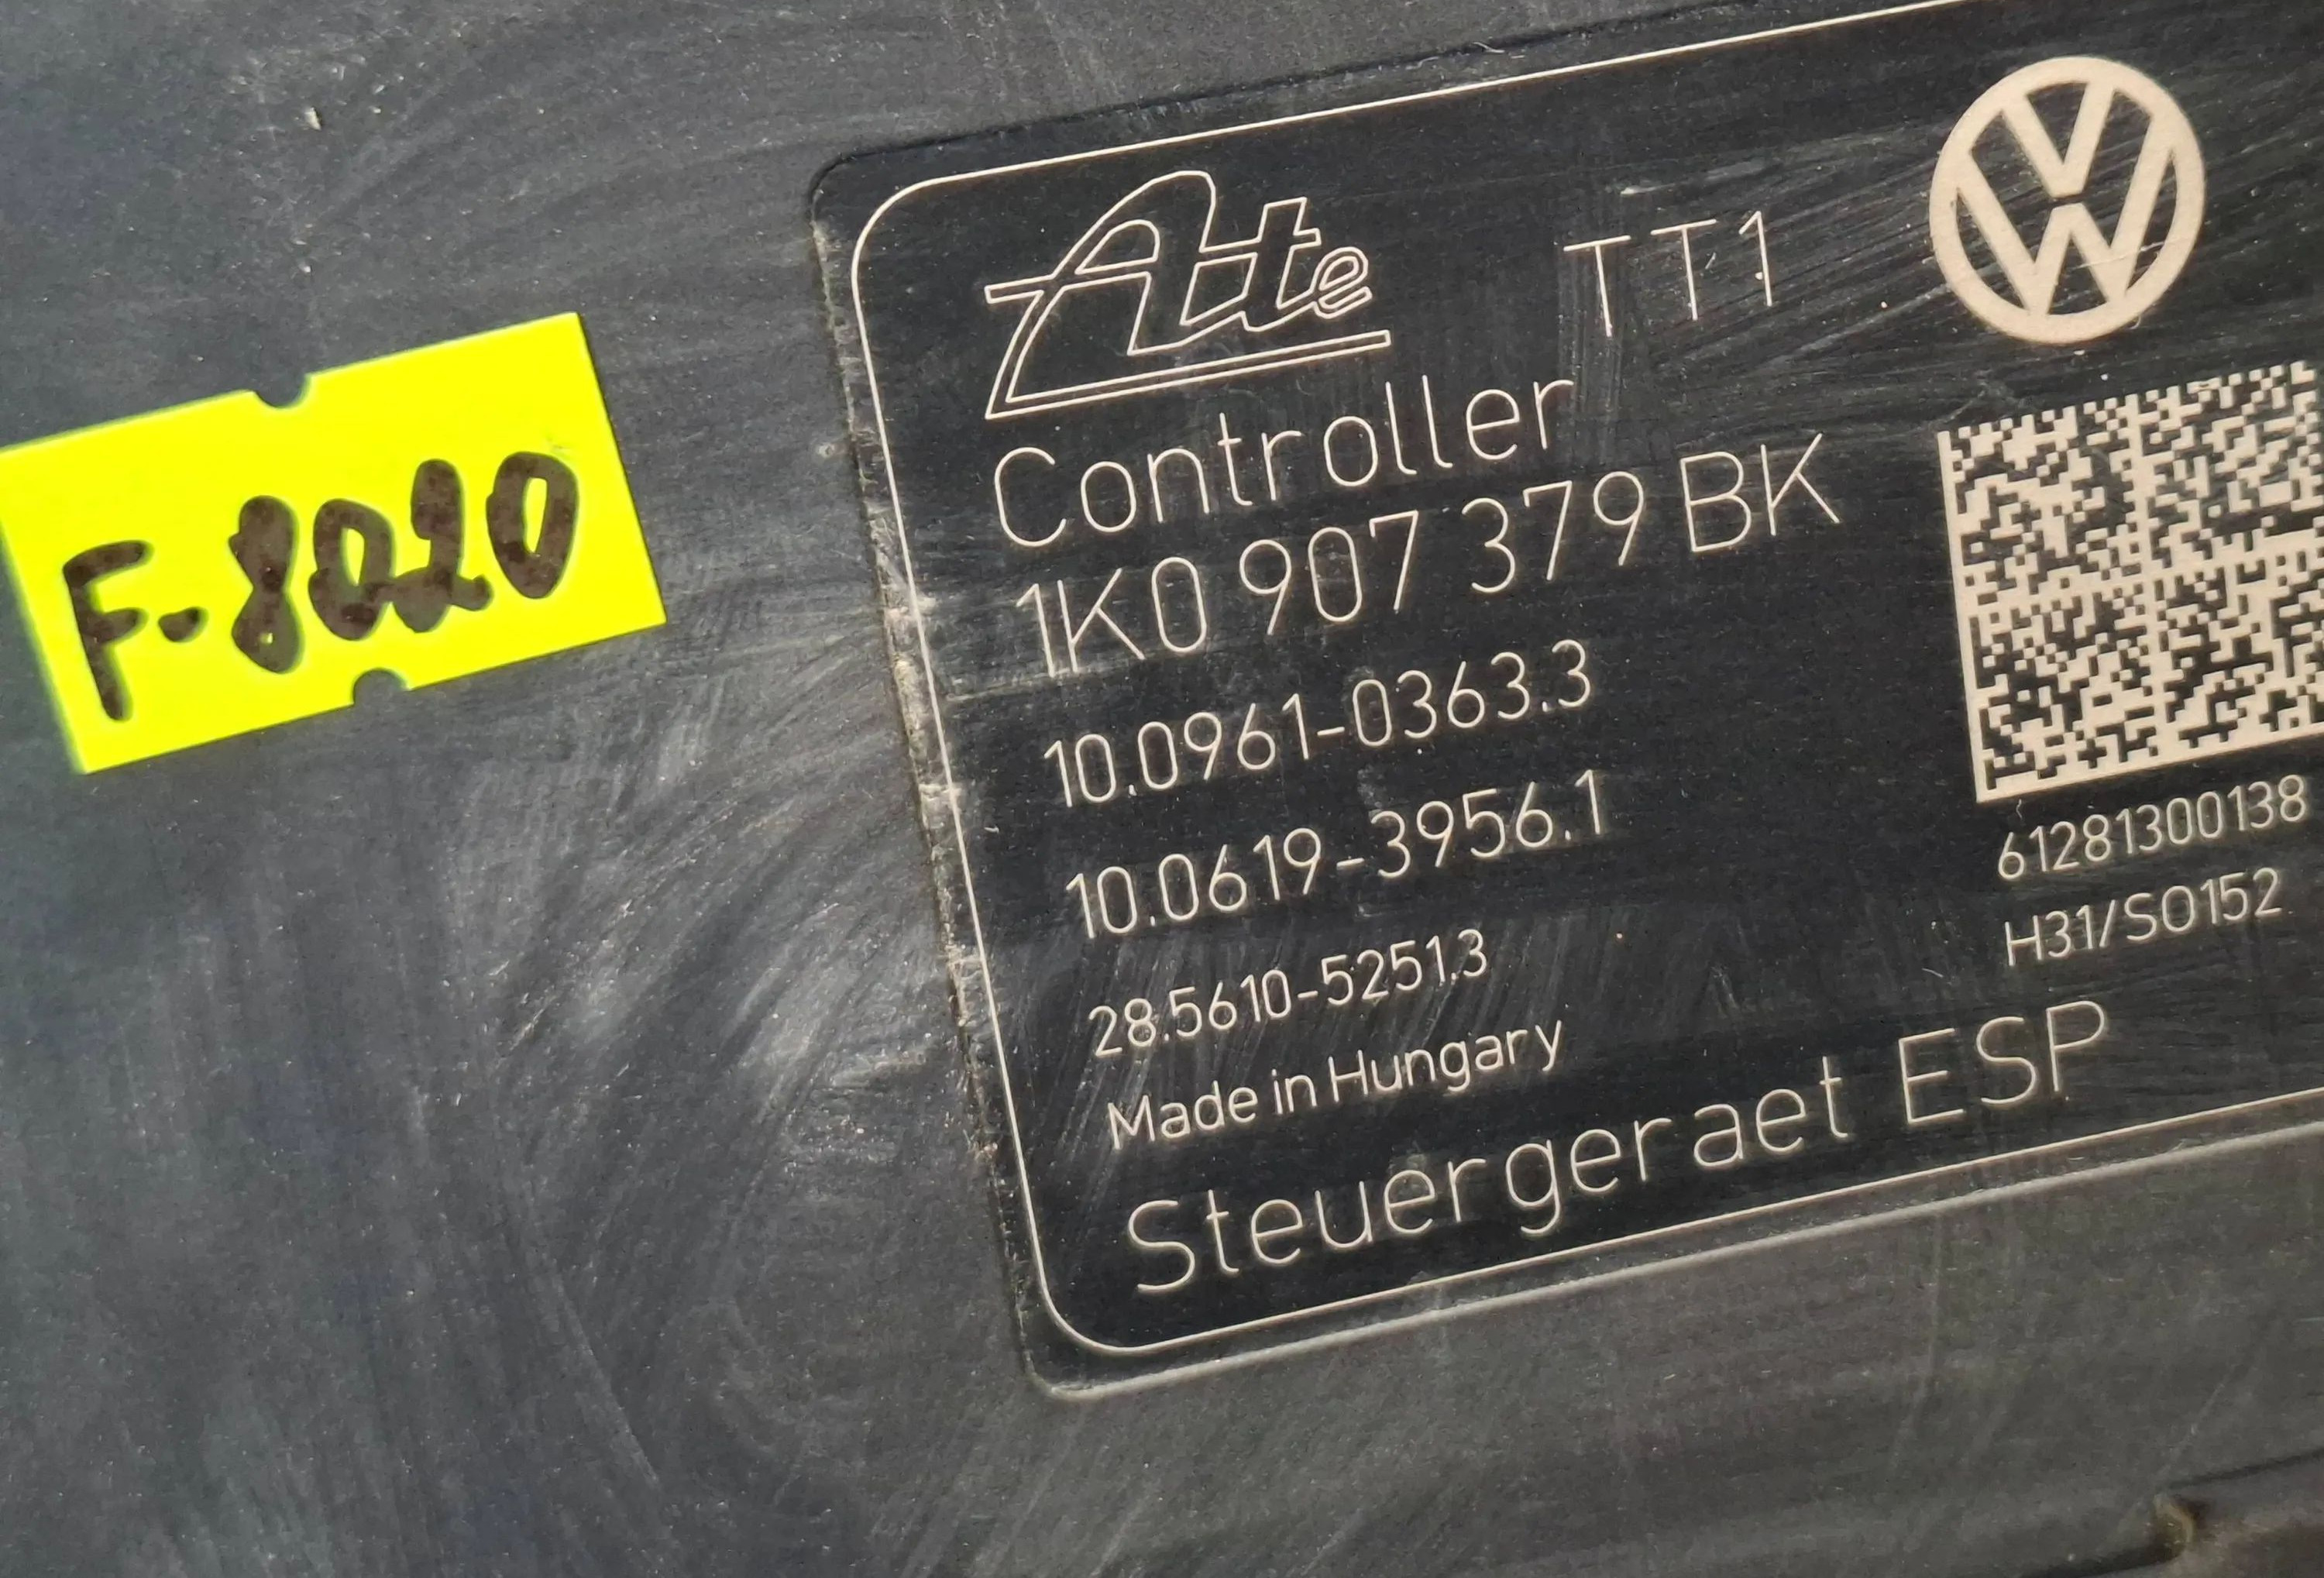 F-8020
Ate TT1
Controller
1K0 907 379 BK
10.0961-0363.3
10.0619-3956.1
28.5610-5251.3
Made in Hungary
Steuergeraet ESP
61281300138
H31/SO152